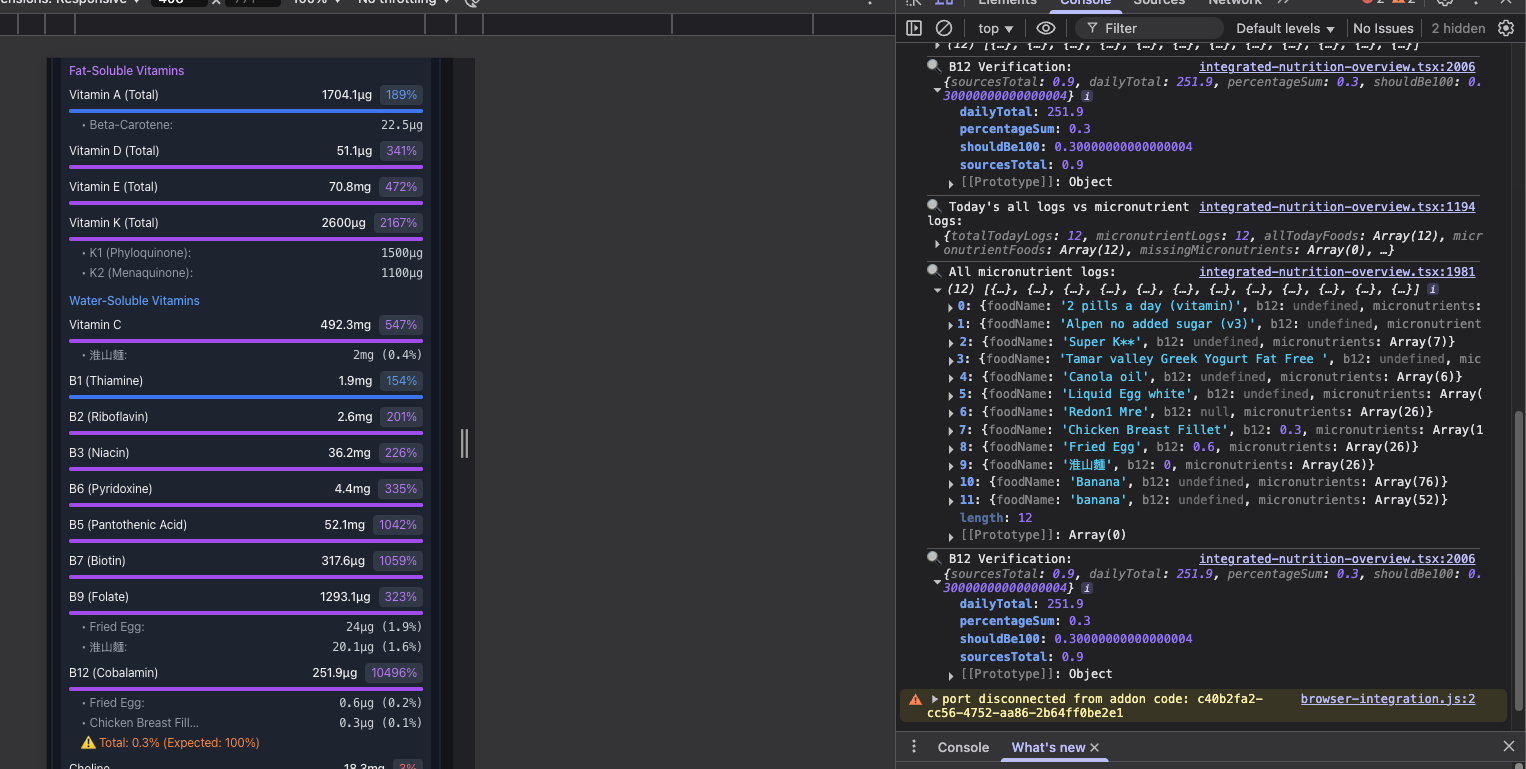 Fat-Soluble Vitamins
Vitamin A (Total) 1704.1µg 189%
• Beta-Carotene: 22.5µg
Vitamin D (Total) 51.1µg 341%
Vitamin E (Total) 70.8mg 472%
Vitamin K (Total) 2600µg 2167%
• K1 (Phyloquinone): 1500µg
• K2 (Menaquinone): 1100µg
Water-Soluble Vitamins
Vitamin C 492.3mg 547%
• 淮山麵: 2mg (0.4%)
B1 (Thiamine) 1.9mg 154%
B2 (Riboflavin) 2.6mg 201%
B3 (Niacin) 36.2mg 226%
B6 (Pyridoxine) 4.4mg 335%
B5 (Pantothenic Acid) 52.1mg 1042%
B7 (Biotin) 317.6µg 1059%
B9 (Folate) 1293.1µg 323%
• Fried Egg: 24µg (1.9%)
• 淮山麵: 20.1µg (1.6%)
B12 (Cobalamin) 251.9µg 10496%
• Fried Egg: 0.6µg (0.2%)
• Chicken Breast Fill... 0.3µg (0.1%)
⚠️ Total: 0.3% (Expected: 100%)
Choline 18.3mg 3%
Elements Console Sources Network
top Filter Default levels No Issues 2 hidden
(12) [{…}, {…}, {…}, {…}, {…}, {…}, {…}, {…}, {…}, {…}, {…}, {…}]
B12 Verification: integrated-nutrition-overview.tsx:2006
{sourcesTotal: 0.9, dailyTotal: 251.9, percentageSum: 0.3, shouldBe100: 0.
30000000000000004}
dailyTotal: 251.9
percentageSum: 0.3
shouldBe100: 0.30000000000000004
sourcesTotal: 0.9
[[Prototype]]: Object
Today's all logs vs micronutrient integrated-nutrition-overview.tsx:1194
logs:
{totalTodayLogs: 12, micronutrientLogs: 12, allTodayFoods: Array(12), micr
onutrientFoods: Array(12), missingMicronutrients: Array(0), …}
All micronutrient logs: integrated-nutrition-overview.tsx:1981
(12) [{…}, {…}, {…}, {…}, {…}, {…}, {…}, {…}, {…}, {…}, {…}, {…}]
0: {foodName: '2 pills a day (vitamin)', b12: undefined, micronutrients:
1: {foodName: 'Alpen no added sugar (v3)', b12: undefined, micronutrient
2: {foodName: 'Super K**', b12: undefined, micronutrients: Array(7)}
3: {foodName: 'Tamar valley Greek Yogurt Fat Free ', b12: undefined, mic
4: {foodName: 'Canola oil', b12: undefined, micronutrients: Array(6)}
5: {foodName: 'Liquid Egg white', b12: undefined, micronutrients: Array(
6: {foodName: 'Redon1 Mre', b12: null, micronutrients: Array(26)}
7: {foodName: 'Chicken Breast Fillet', b12: 0.3, micronutrients: Array(1
8: {foodName: 'Fried Egg', b12: 0.6, micronutrients: Array(26)}
9: {foodName: '淮山麵', b12: 0, micronutrients: Array(26)}
10: {foodName: 'Banana', b12: undefined, micronutrients: Array(76)}
11: {foodName: 'banana', b12: undefined, micronutrients: Array(52)}
length: 12
[[Prototype]]: Array(0)
B12 Verification: integrated-nutrition-overview.tsx:2006
{sourcesTotal: 0.9, dailyTotal: 251.9, percentageSum: 0.3, shouldBe100: 0.
30000000000000004}
dailyTotal: 251.9
percentageSum: 0.3
shouldBe100: 0.30000000000000004
sourcesTotal: 0.9
[[Prototype]]: Object
port disconnected from addon code: c40b2fa2- browser-integration.js:2
cc56-4752-aa86-2b64ff0be2e1
Console What's new